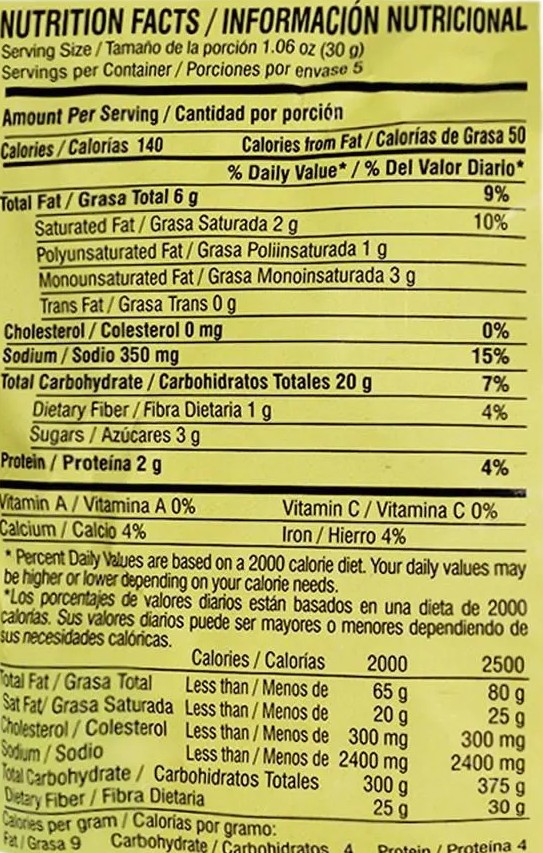 NUTRITION FACTS / INFORMACIÓN NUTRICIONAL
Serving Size / Tamaño de la porción 1.06 oz (30 g)
Servings per Container / Porciones por envase 5
Amount Per Serving / Cantidad por porción
Calories / Calorías 140 Calories from Fat / Calorías de Grasa 50
% Daily Value* / % Del Valor Diario*
Total Fat / Grasa Total 6 g 9%
Saturated Fat / Grasa Saturada 2 g 10%
Polyunsaturated Fat / Grasa Poliinsaturada 1 g
Monounsaturated Fat / Grasa Monoinsaturada 3 g
Trans Fat / Grasa Trans 0 g
Cholesterol / Colesterol 0 mg 0%
Sodium / Sodio 350 mg 15%
Total Carbohydrate / Carbohidratos Totales 20 g 7%
Dietary Fiber / Fibra Dietaria 1 g 4%
Sugars / Azúcares 3 g
Protein / Proteína 2 g 4%
Vitamin A / Vitamina A 0% Vitamin C / Vitamina C 0%
Calcium / Calcio 4% Iron / Hierro 4%
* Percent Daily Values are based on a 2000 calorie diet. Your daily values may
be higher or lower depending on your calorie needs.
*Los porcentajes de valores diarios están basados en una dieta de 2000
calorías. Sus valores diarios puede ser mayores o menores dependiendo de
sus necesidades calóricas.
Calories / Calorías 2000 2500
Total Fat / Grasa Total Less than / Menos de 65 g 80 g
Sat Fat/ Grasa Saturada Less than / Menos de 20 g 25 g
Cholesterol / Colesterol Less than / Menos de 300 mg 300 mg
Sodium / Sodio Less than / Menos de 2400 mg 2400 mg
Total Carbohydrate / Carbohidratos Totales 300 g 375 g
Dietary Fiber / Fibra Dietaria 25 g 30 g
Calories per gram / Calorías por gramo:
Fat / Grasa 9 Carbohydrate / Carbohidratos 4 Protein / Proteína 4